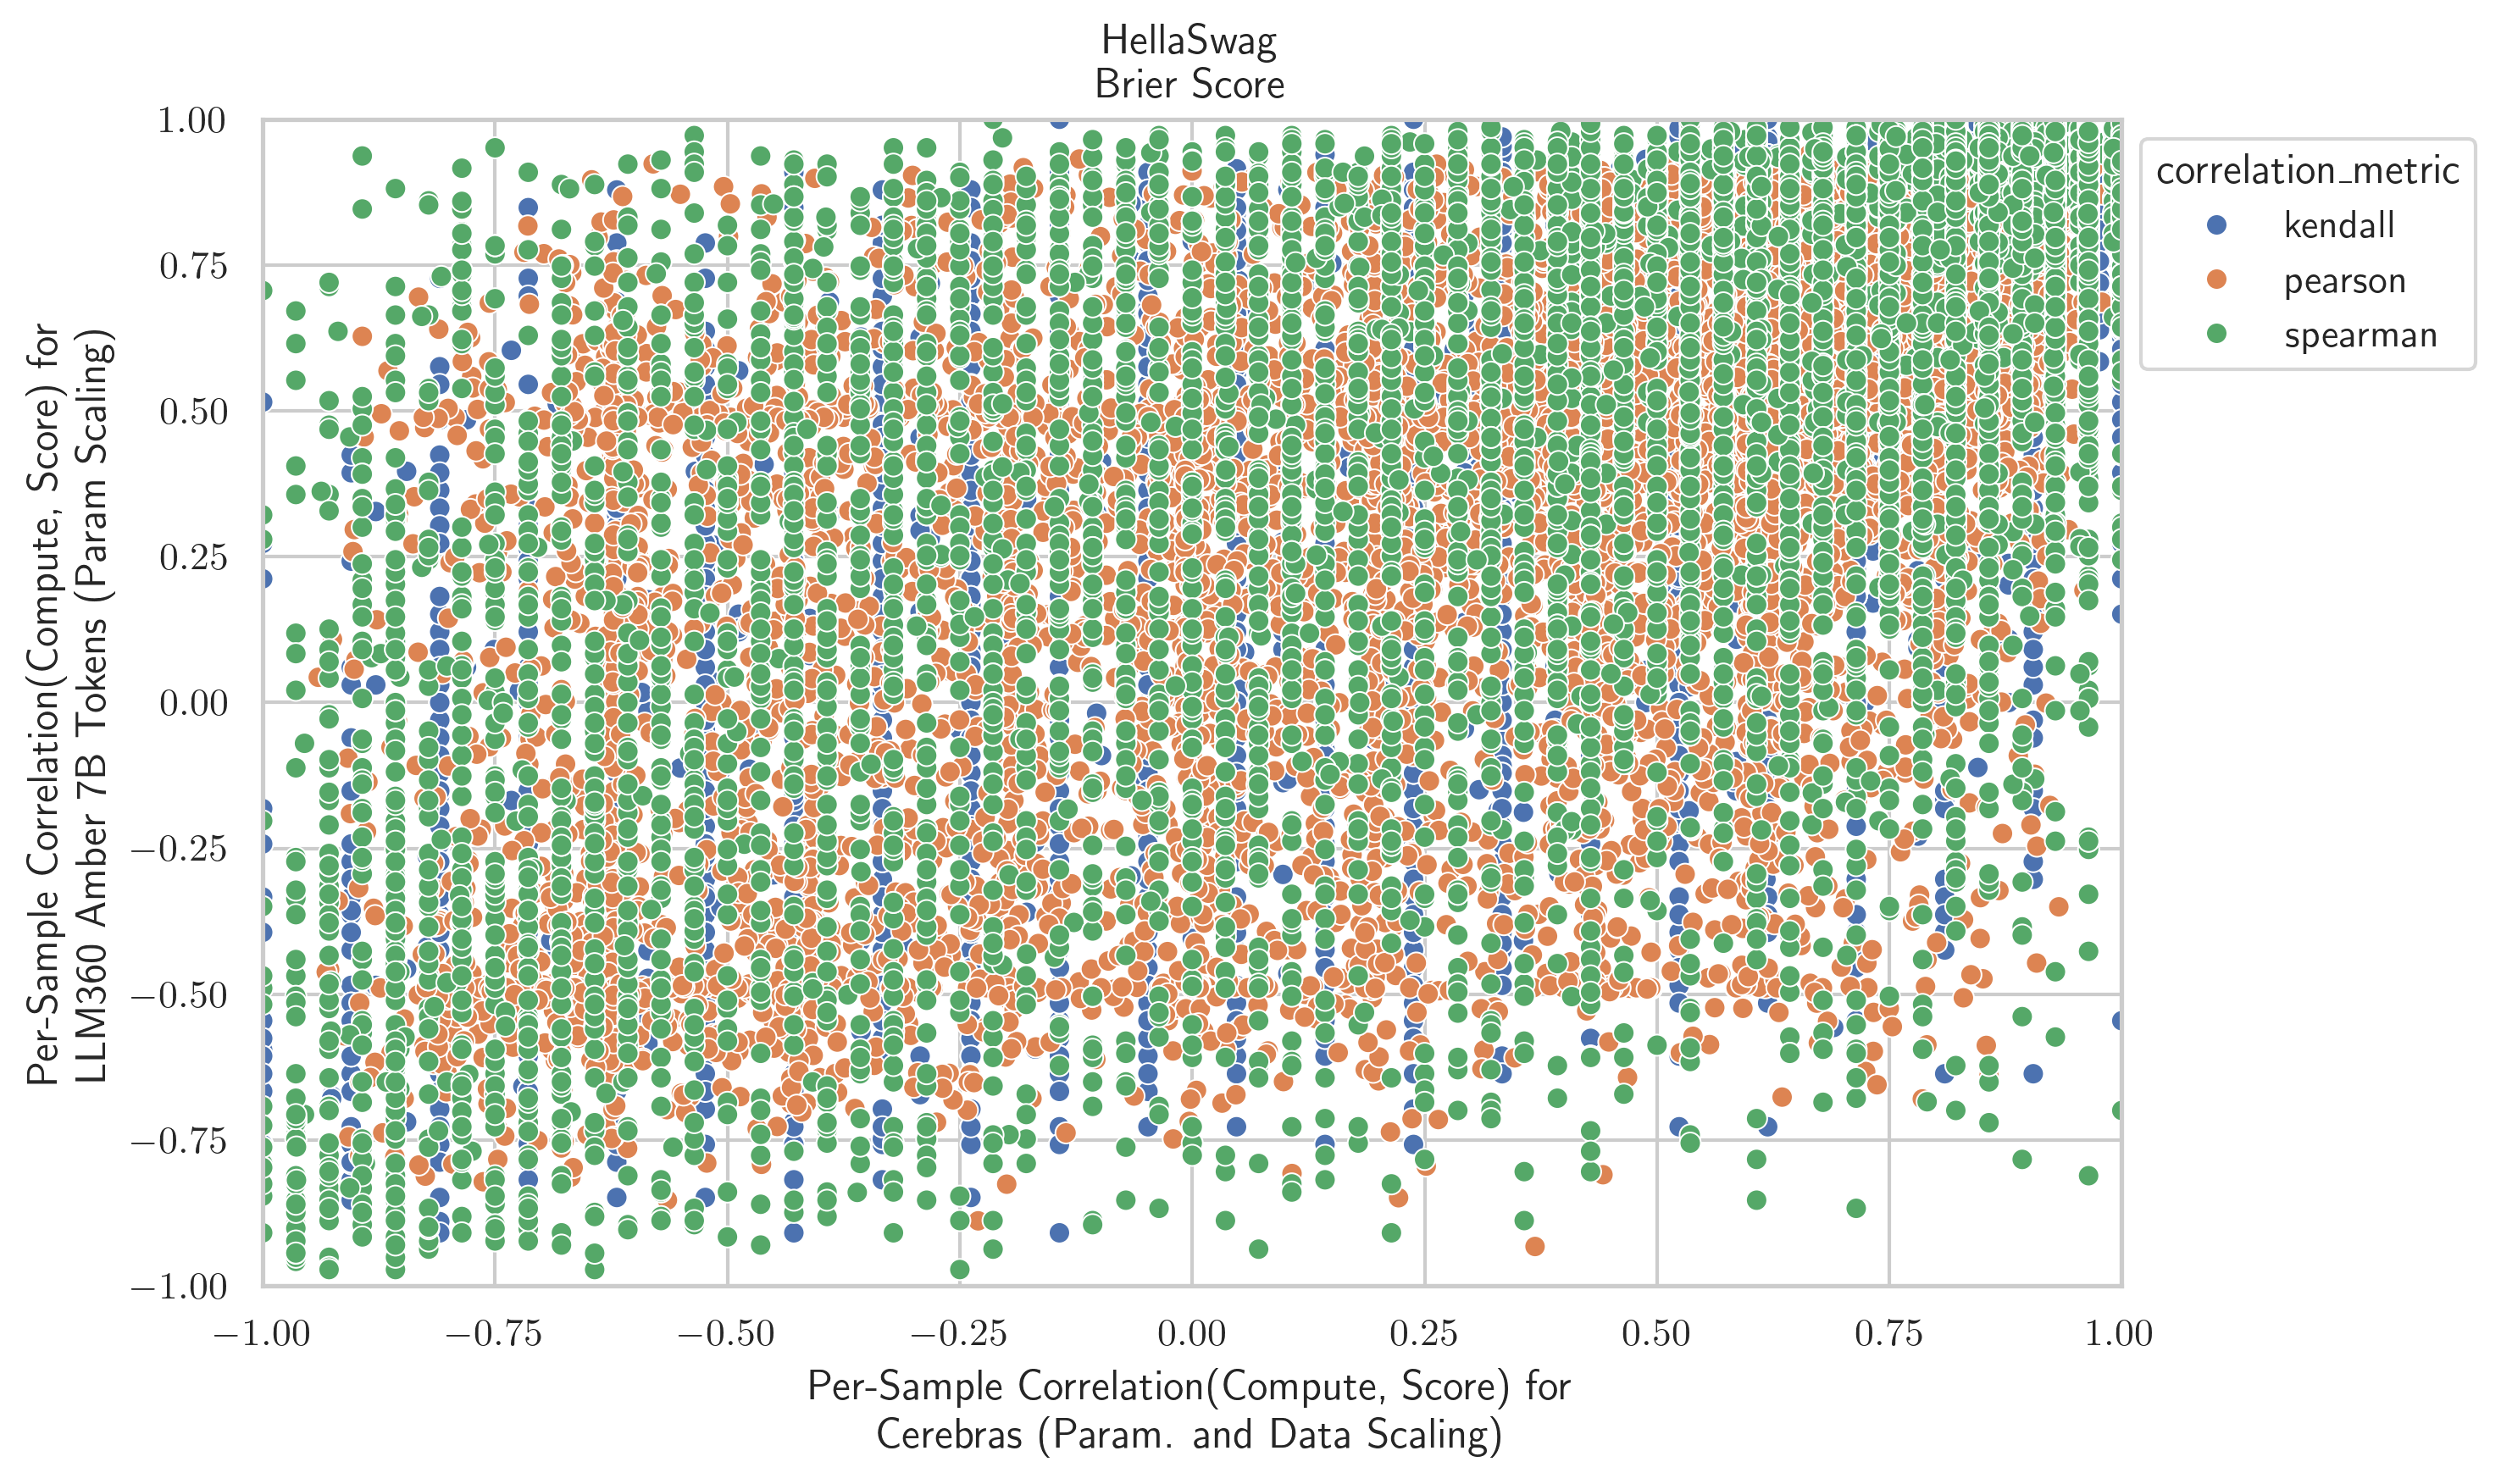 HellaSwag
Brier Score
Per-Sample Correlation(Compute, Score) for
LLM360 Amber 7B Tokens (Param Scaling)
1.00
0.75
0.50
0.25
0.00
−0.25
−0.50
−0.75
−1.00
−1.00 −0.75 −0.50 −0.25 0.00 0.25 0.50 0.75 1.00
Per-Sample Correlation(Compute, Score) for
Cerebras (Param. and Data Scaling)
correlation_metric
kendall
pearson
spearman